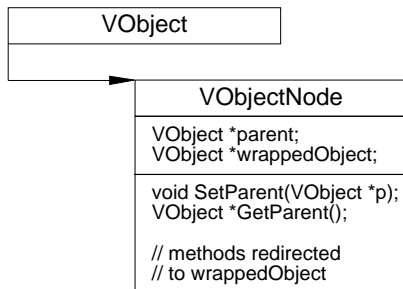 VObject
VObjectNode
VObject *parent;
VObject *wrappedObject;
void SetParent(VObject *p);
VObject *GetParent();
// methods redirected
// to wrappedObject